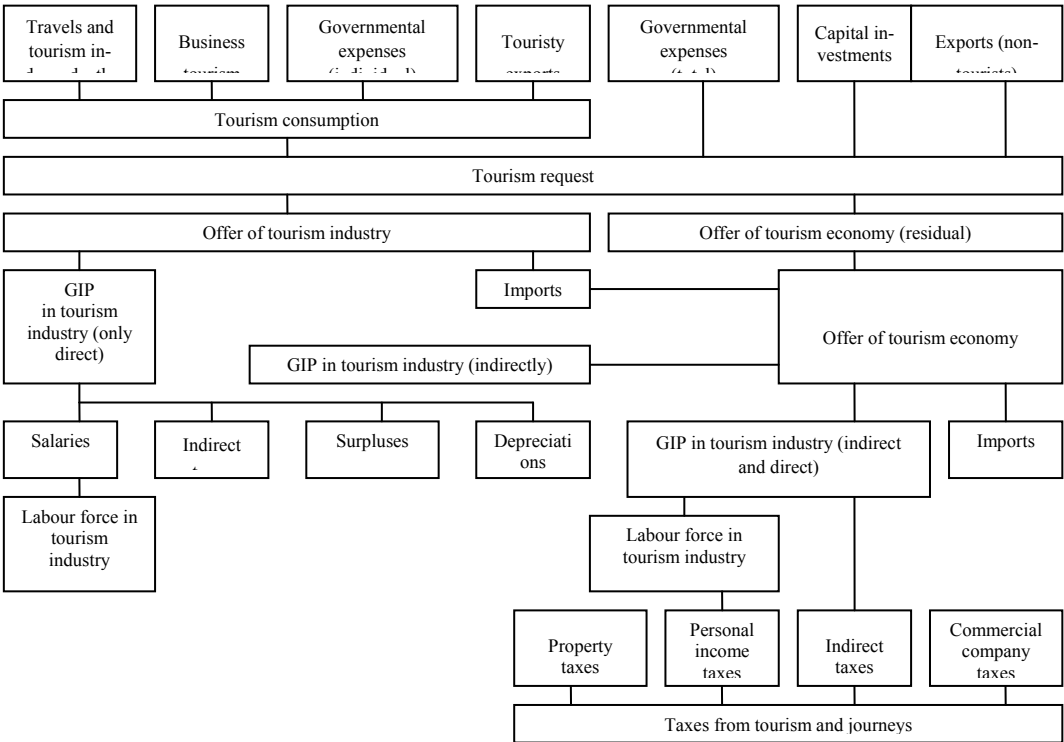 Travels and
tourism in-
Business
tourism
Governmental
expenses
Touristy
exports
Governmental
expenses
Capital in-
vestments
Exports (non-
tourists)
Tourism consumption
Tourism request
Offer of tourism industry
Offer of tourism economy (residual)
GIP
in tourism
industry (only
direct)
Imports
Offer of tourism economy
GIP in tourism industry (indirectly)
Salaries
Indirect
Surpluses
Depreciati
ons
GIP in tourism industry (indirect
and direct)
Imports
Labour force in
tourism
industry
Labour force in
tourism industry
Property
taxes
Personal
income
taxes
Indirect
taxes
Commercial
company
taxes
Taxes from tourism and journeys